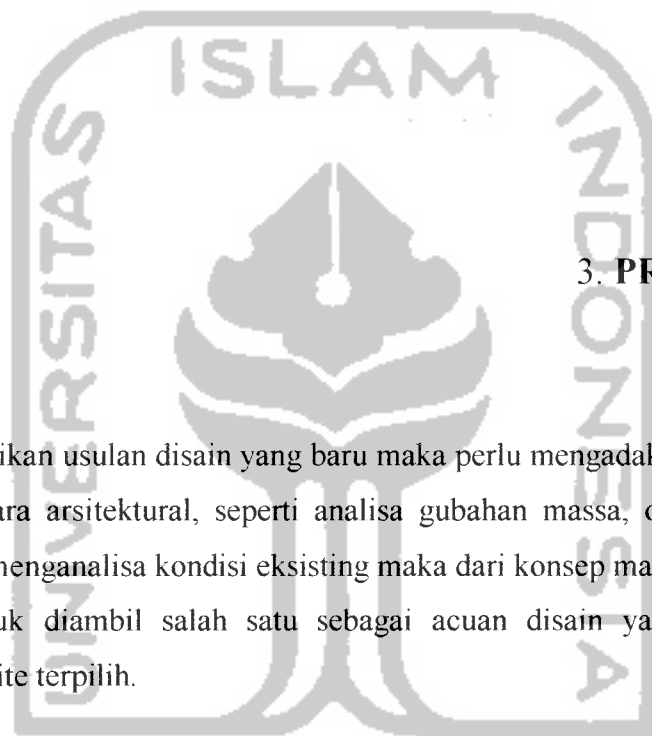 UNIVERSITAS ISLAM INDONESIA
3. PR
ikan usulan disain yang baru maka perlu mengadak
ara arsitektural, seperti analisa gubahan massa,
nenganalisa kondisi eksisting maka dari konsep ma
uk diambil salah satu sebagai acuan disain ya
ite terpilih.